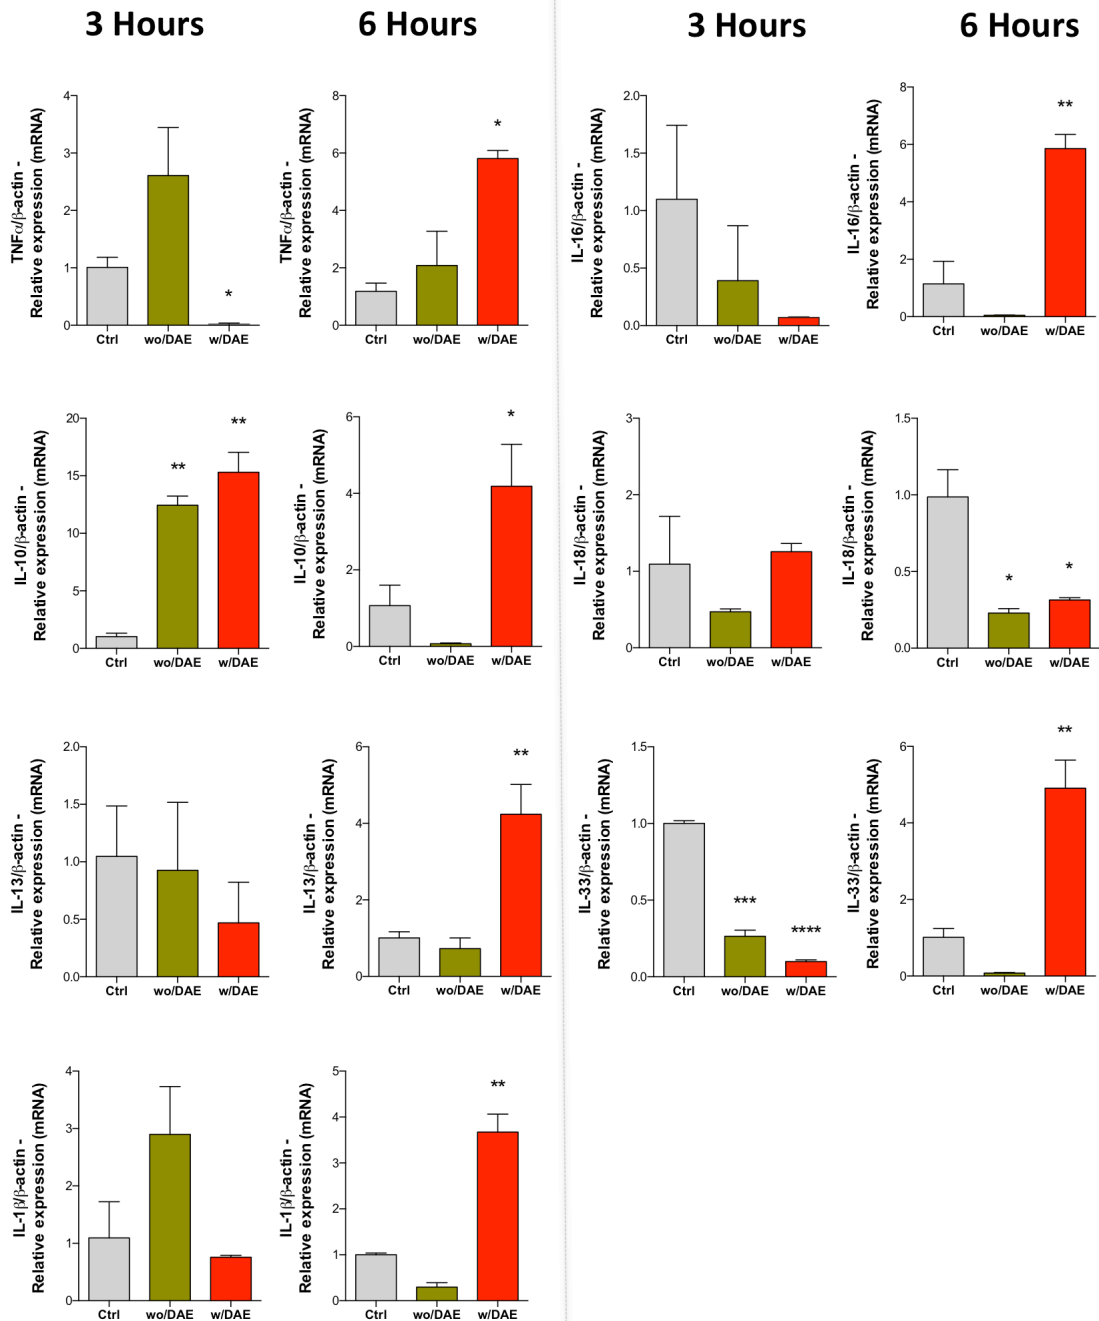 3 Hours
6 Hours
3 Hours
6 Hours
TNFα/β-actin -
Relative expression (mRNA)
4
3
2
1
0
*
Ctrl
wo/DAE
w/DAE
TNFα/β-actin -
Relative expression (mRNA)
8
6
4
2
0
*
Ctrl
wo/DAE
w/DAE
IL-16/β-actin -
Relative expression (mRNA)
2.0
1.5
1.0
0.5
0.0
Ctrl
wo/DAE
w/DAE
IL-16/β-actin -
Relative expression (mRNA)
8
6
4
2
0
**
Ctrl
wo/DAE
w/DAE
IL-10/β-actin -
Relative expression (mRNA)
20
15
10
5
0
**
**
Ctrl
wo/DAE
w/DAE
IL-10/β-actin -
Relative expression (mRNA)
6
4
2
0
*
Ctrl
wo/DAE
w/DAE
IL-18/β-actin -
Relative expression (mRNA)
3
2
1
0
Ctrl
wo/DAE
w/DAE
IL-18/β-actin -
Relative expression (mRNA)
1.5
1.0
0.5
0.0
*
*
Ctrl
wo/DAE
w/DAE
IL-13/β-actin -
Relative expression (mRNA)
2.0
1.5
1.0
0.5
0.0
Ctrl
wo/DAE
w/DAE
IL-13/β-actin -
Relative expression (mRNA)
6
4
2
0
**
Ctrl
wo/DAE
w/DAE
IL-33/β-actin -
Relative expression (mRNA)
1.5
1.0
0.5
0.0
***
****
Ctrl
wo/DAE
w/DAE
IL-33/β-actin -
Relative expression (mRNA)
6
4
2
0
**
Ctrl
wo/DAE
w/DAE
IL-1β/β-actin -
Relative expression (mRNA)
4
3
2
1
0
Ctrl
wo/DAE
w/DAE
IL-1β/β-actin -
Relative expression (mRNA)
5
4
3
2
1
0
**
Ctrl
wo/DAE
w/DAE